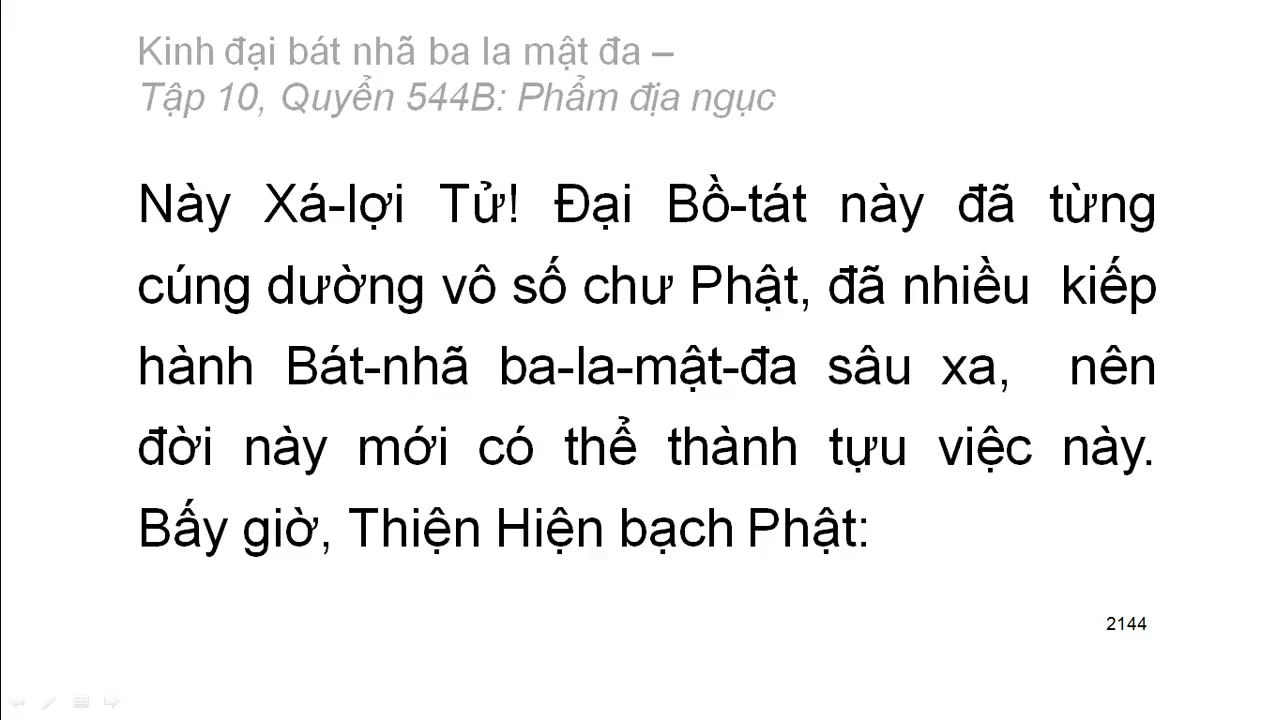 Kinh đại bát nhã ba la mật đa –
Tập 10, Quyển 544B: Phẩm địa ngục
Này Xá-lợi Tử! Đại Bồ-tát này đã từng
cúng dường vô số chư Phật, đã nhiều kiếp
hành Bát-nhã ba-la-mật-đa sâu xa, nên
đời này mới có thể thành tựu việc này.
Bấy giờ, Thiện Hiện bạch Phật:
2144